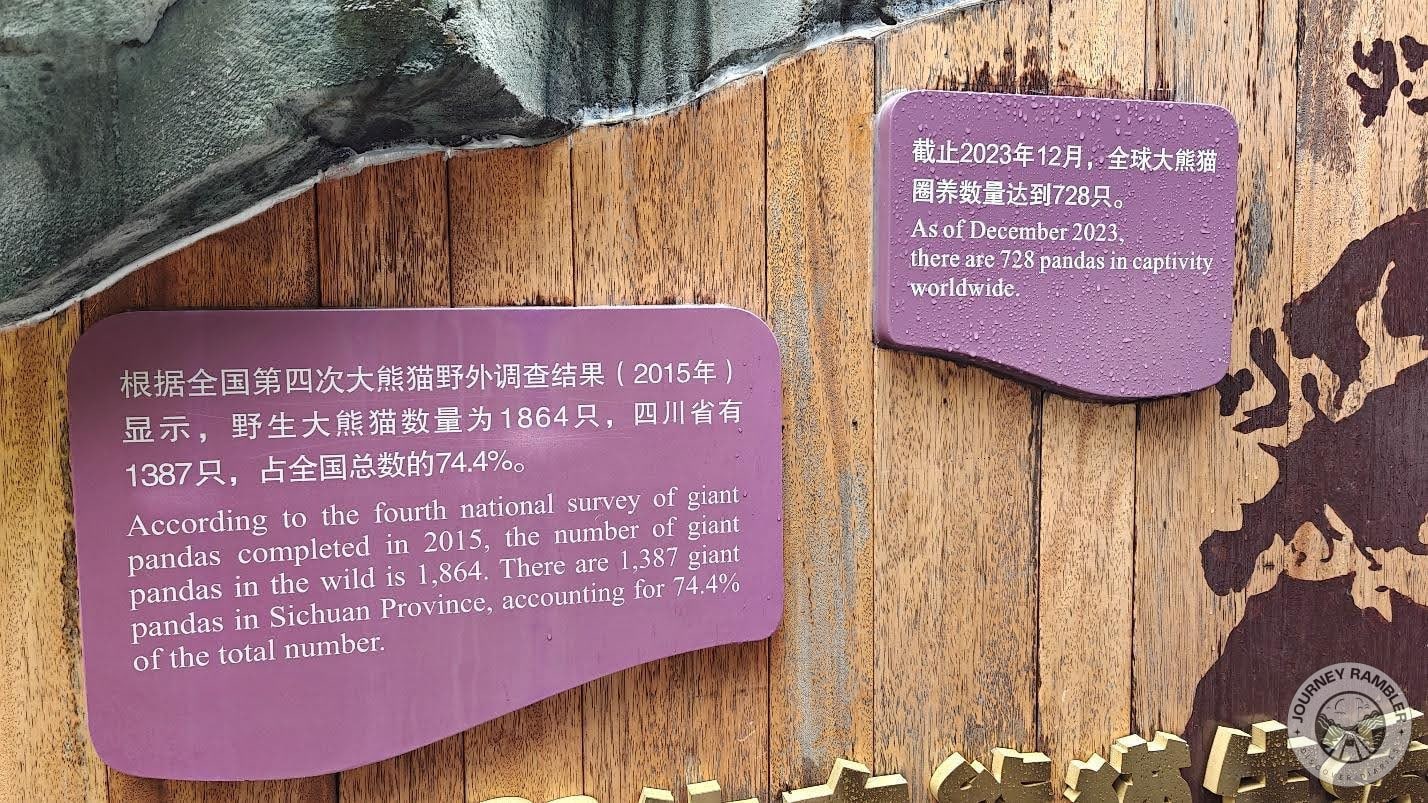 根据全国第四次大熊猫野外调查结果（2015年）
显示，野生大熊猫数量为1864只，四川省有
1387只，占全国总数的74.4%。
According to the fourth national survey of giant
pandas completed in 2015, the number of giant
pandas in the wild is 1,864. There are 1,387 giant
pandas in Sichuan Province, accounting for 74.4%
of the total number.
截止2023年12月，全球大熊猫
圈养数量达到728只。
As of December 2023,
there are 728 pandas in captivity
worldwide.
JOURNEY RAMBLER